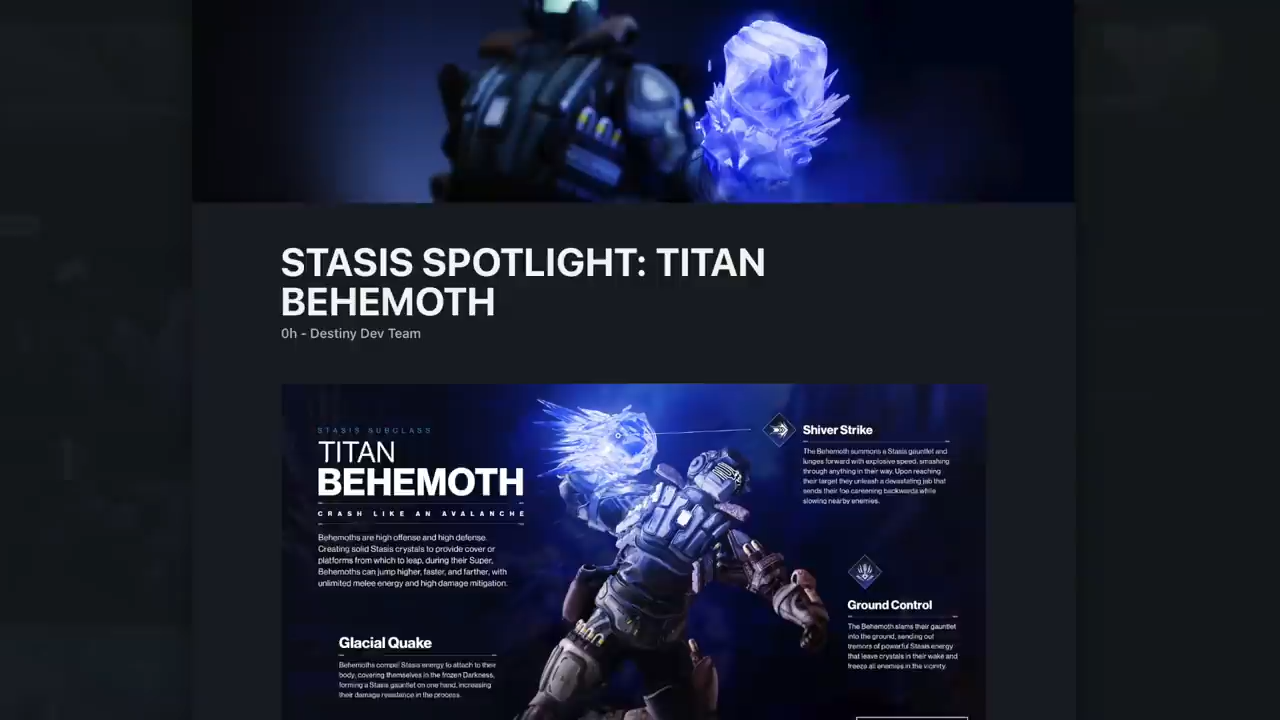 STASIS SPOTLIGHT: TITAN
BEHEMOTH
0h - Destiny Dev Team
STASIS SUBCLASS
TITAN
BEHEMOTH
CRASH LIKE AN AVALANCHE
Behemoths are high offense and high defense.
Creating solid Stasis crystals to provide cover or
platforms from which to leap, during their Super,
Behemoths can jump higher, faster, and farther, with
unlimited melee energy and high damage mitigation.
Glacial Quake
Behemoths compel Stasis energy to attach to their
body, covering themselves in the frozen Darkness,
forming a Stasis gauntlet on one hand, increasing
their damage resistance in the process.
Shiver Strike
The Behemoth summons a Stasis gauntlet and
lunges forward with explosive speed, smashing
through anything in their way. Upon reaching
their target they unleash a devastating jab that
sends their foe careening backwards while
slowing nearby enemies.
Ground Control
The Behemoth slams their gauntlet
into the ground, sending out
tremors of powerful Stasis energy
that leave crystals in their wake and
freeze all enemies in the vicinity.